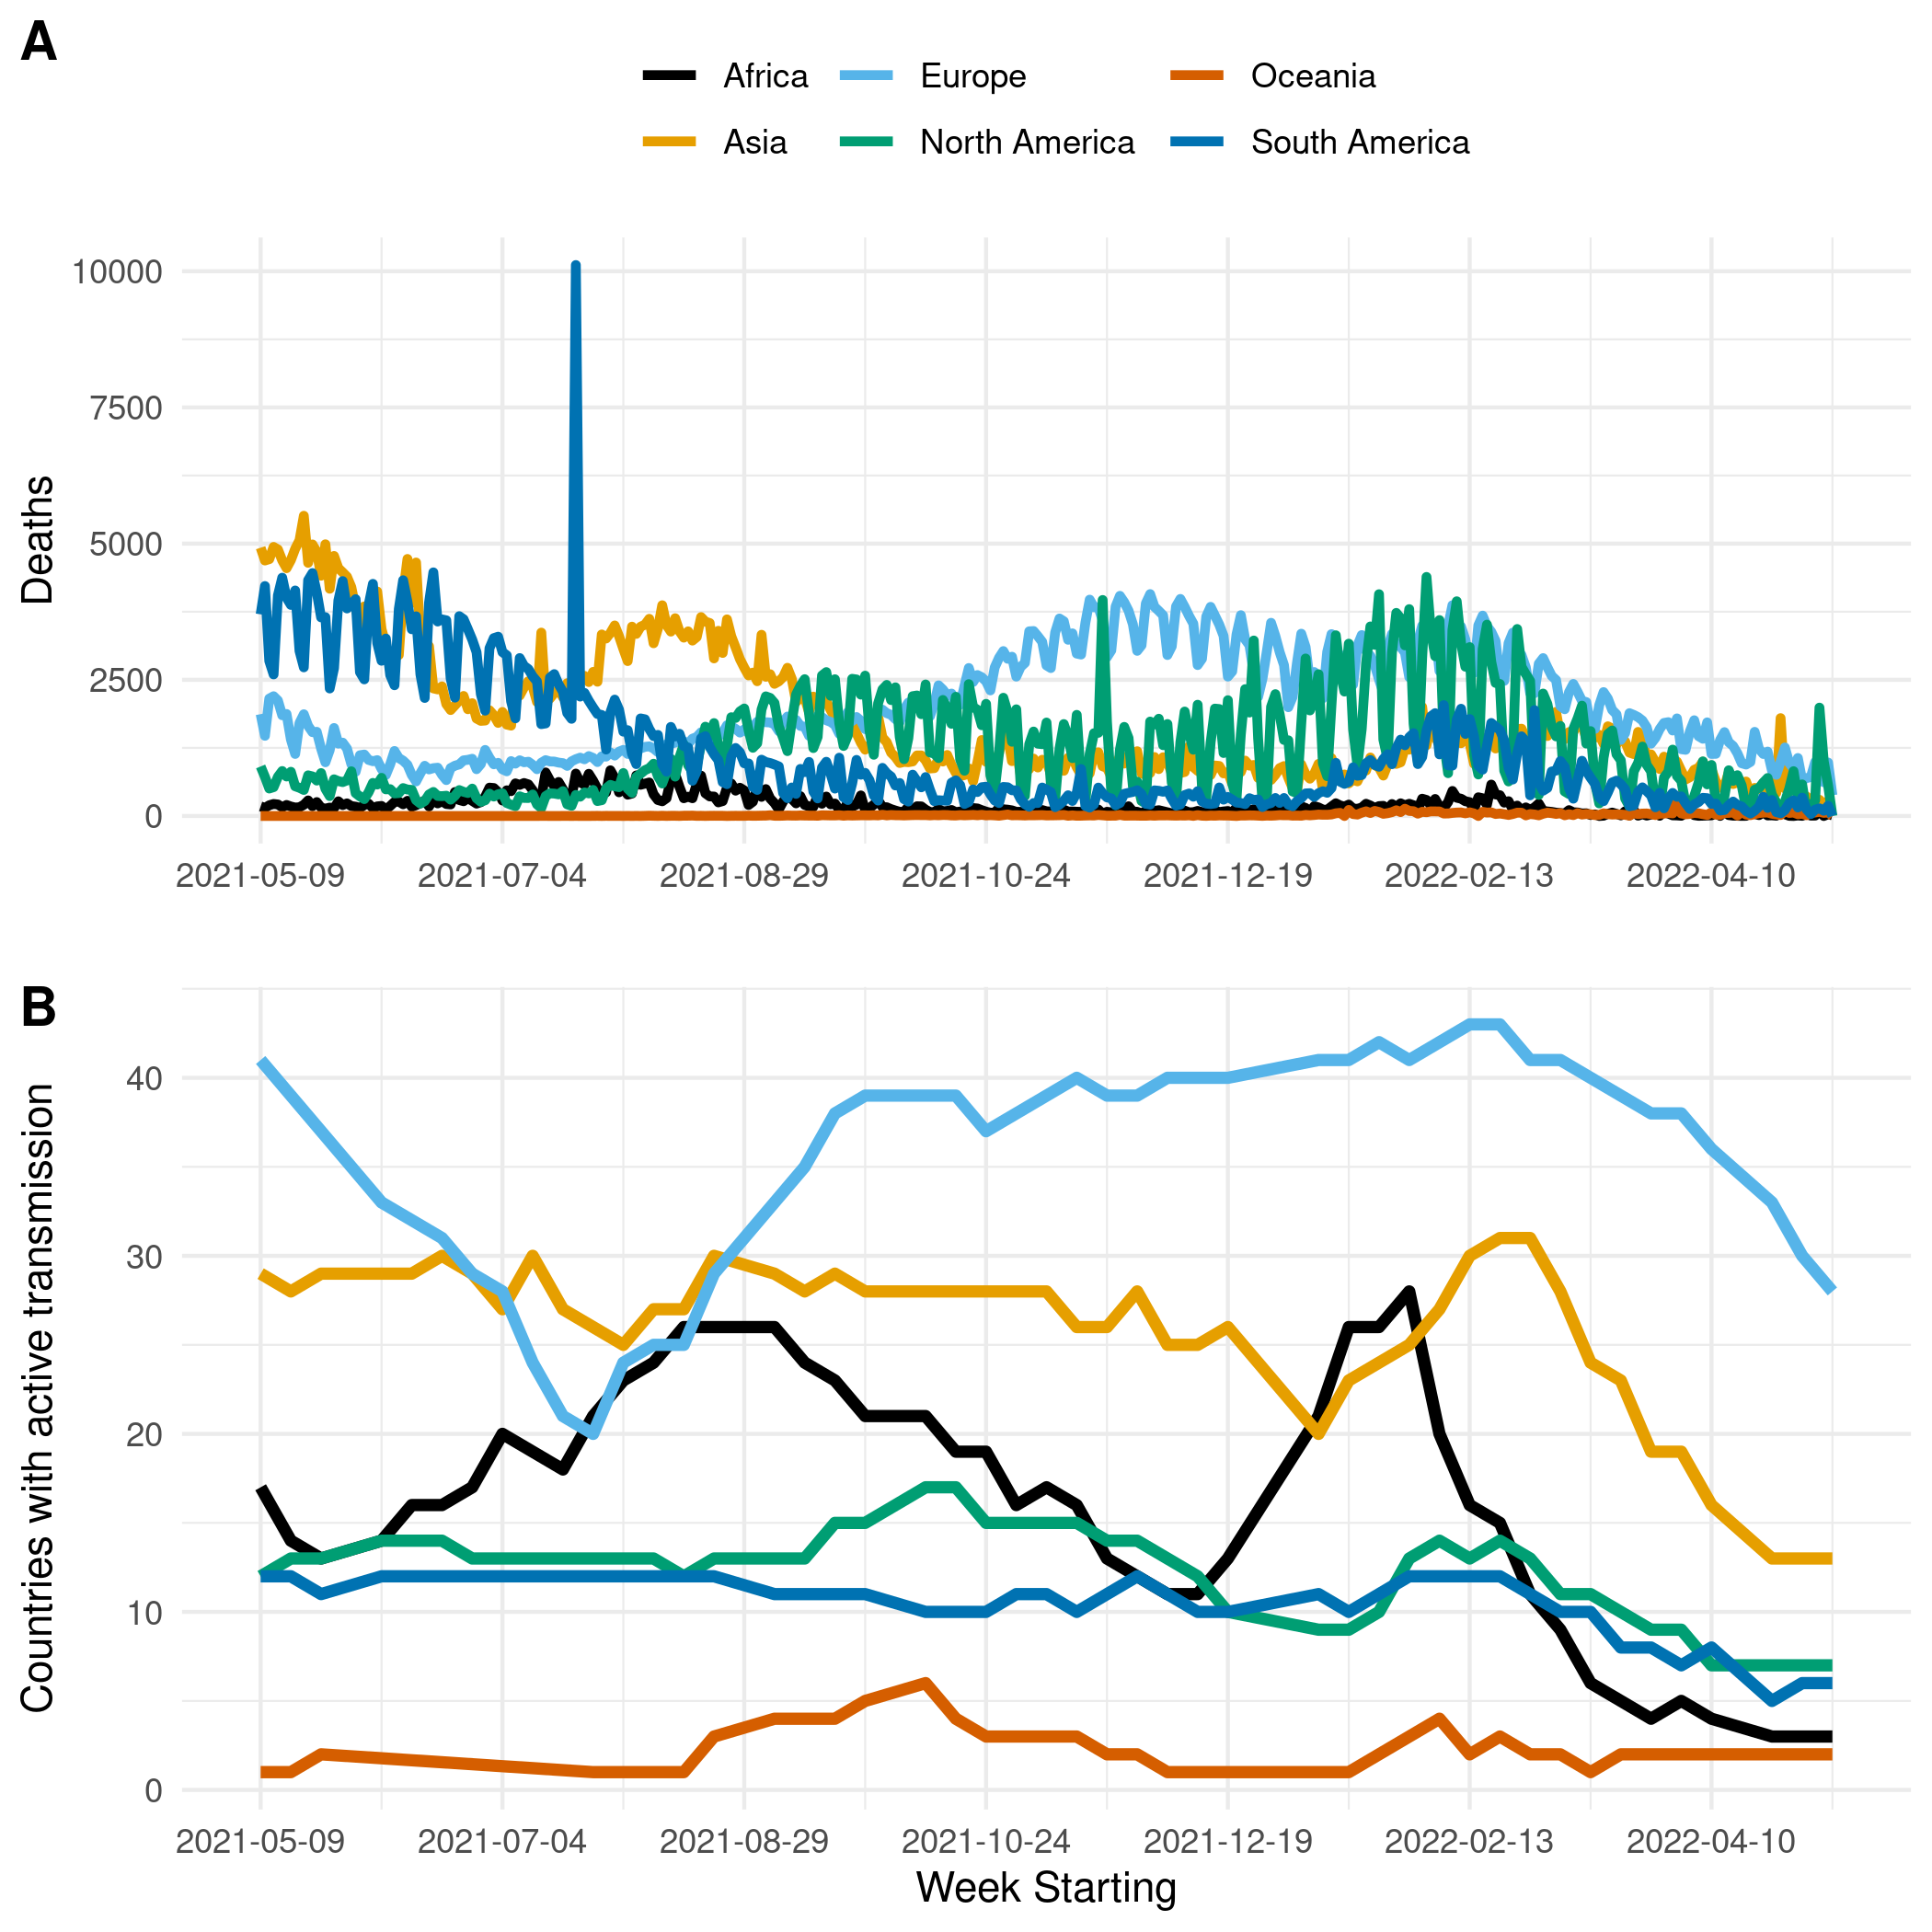 A
Africa
Europe
Oceania
Asia
North America
South America
Deaths
10000
7500
5000
2500
0
2021-05-09
2021-07-04
2021-08-29
2021-10-24
2021-12-19
2022-02-13
2022-04-10
B
Countries with active transmission
40
30
20
10
0
2021-05-09
2021-07-04
2021-08-29
2021-10-24
2021-12-19
2022-02-13
2022-04-10
Week Starting